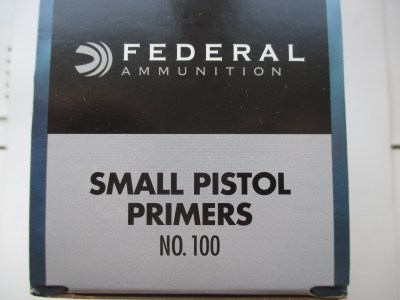 FEDERAL
AMMUNITION
SMALL PISTOL
PRIMERS
NO. 100